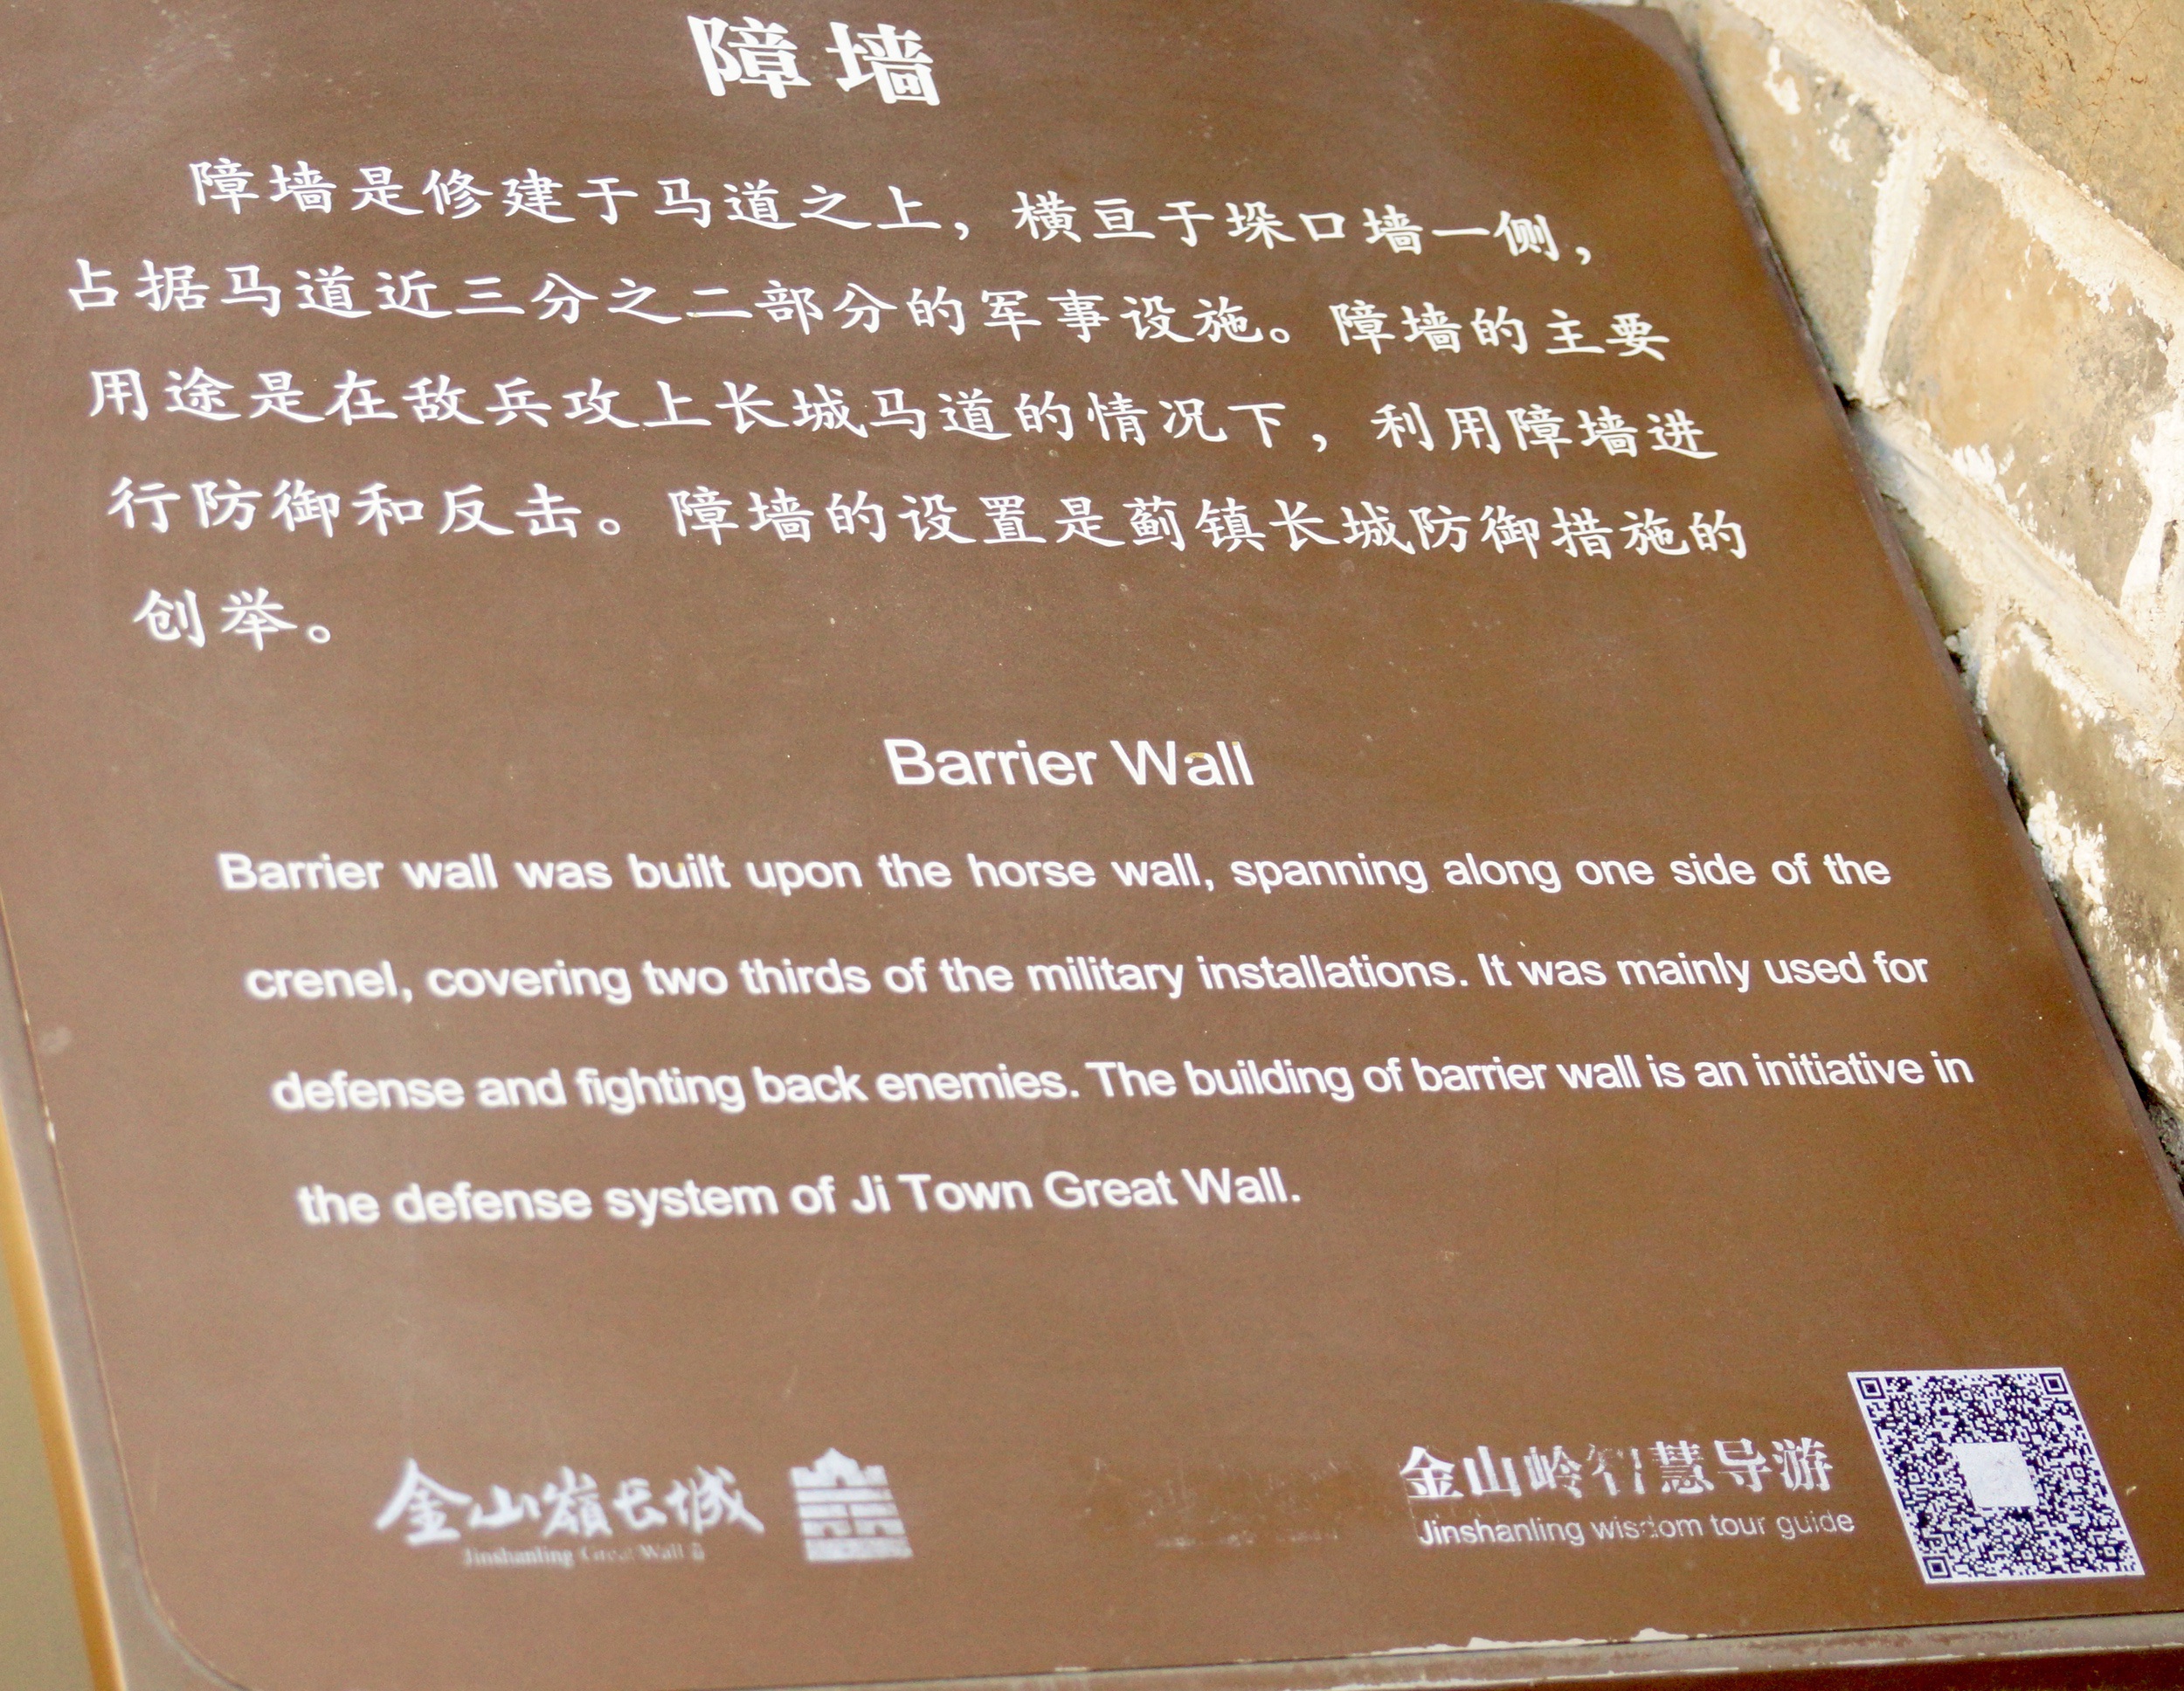 障墙
障墙是修建于马道之上，横亘于垛口墙一侧，
占据马道近三分之二部分的军事设施。障墙的主要
用途是在敌兵攻上长城马道的情况下，利用障墙进
行防御和反击。障墙的设置是蓟镇长城防御措施的
创举。
Barrier Wall
Barrier wall was built upon the horse wall, spanning along one side of the
crenel, covering two thirds of the military installations. It was mainly used for
defense and fighting back enemies. The building of barrier wall is an initiative in
the defense system of Ji Town Great Wall.
金山嶺长城
Jinshanling Great Wall
金山岭智慧导游
Jinshanling wisdom tour guide